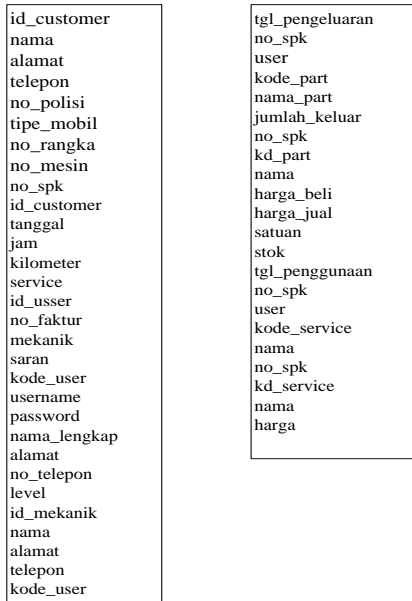 id_customer
nama
alamat
telepon
no_polisi
tipe_mobil
no_rangka
no_mesin
no_spk
id_customer
tanggal
jam
kilometer
service
id_usser
no_faktur
mekanik
saran
kode_user
username
password
nama_lengkap
alamat
no_telepon
level
id_mekanik
nama
alamat
telepon
kode_user
tgl_pengeluaran
no_spk
user
kode_part
nama_part
jumlah_keluar
no_spk
kd_part
nama
harga_beli
harga_jual
satuan
stok
tgl_penggunaan
no_spk
user
kode_service
nama
no_spk
kd_service
nama
harga